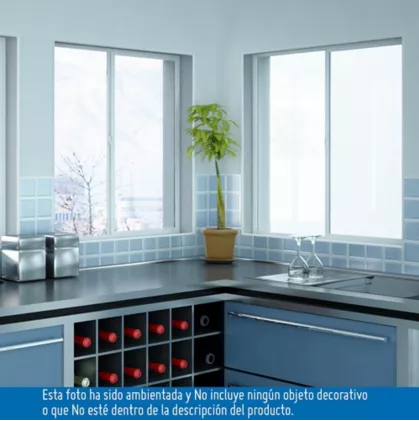 Esta foto ha sido ambientada y No incluye ningún objeto decorativo
o que No esté dentro de la descripción del producto.